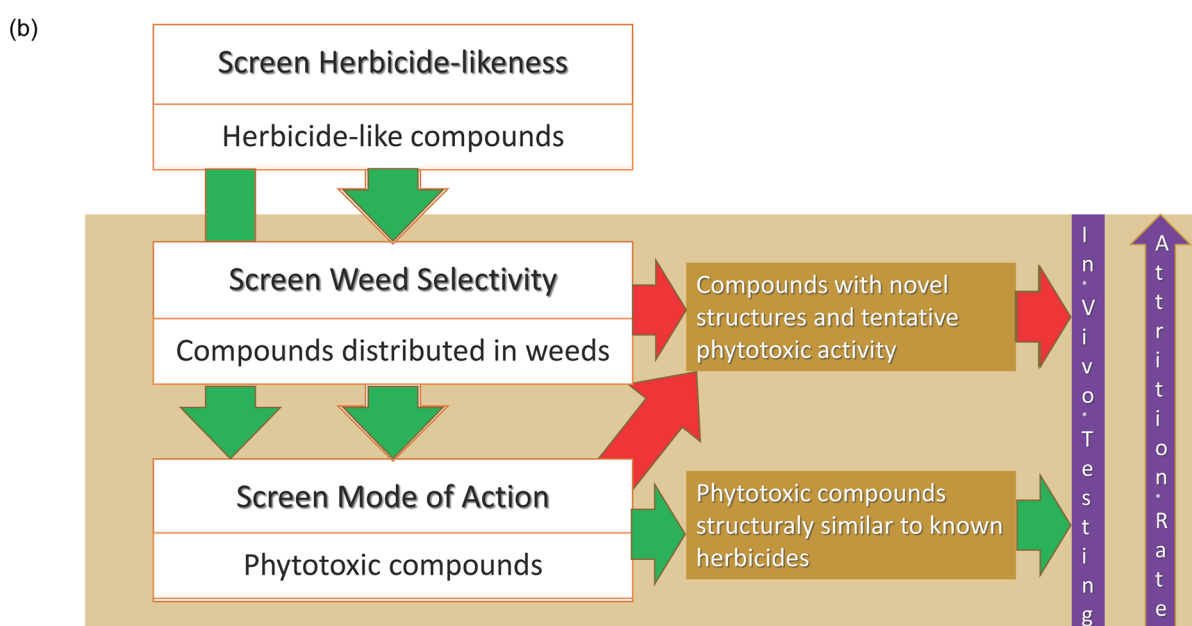 (b)
Screen Herbicide-likeness
Herbicide-like compounds
Screen Weed Selectivity
Compounds distributed in weeds
Compounds with novel
structures and tentative
phytotoxic activity
Screen Mode of Action
Phytotoxic compounds
Phytotoxic compounds
structuraly similar to known
herbicides
In*Vivo*Testing
Attrition*Rate